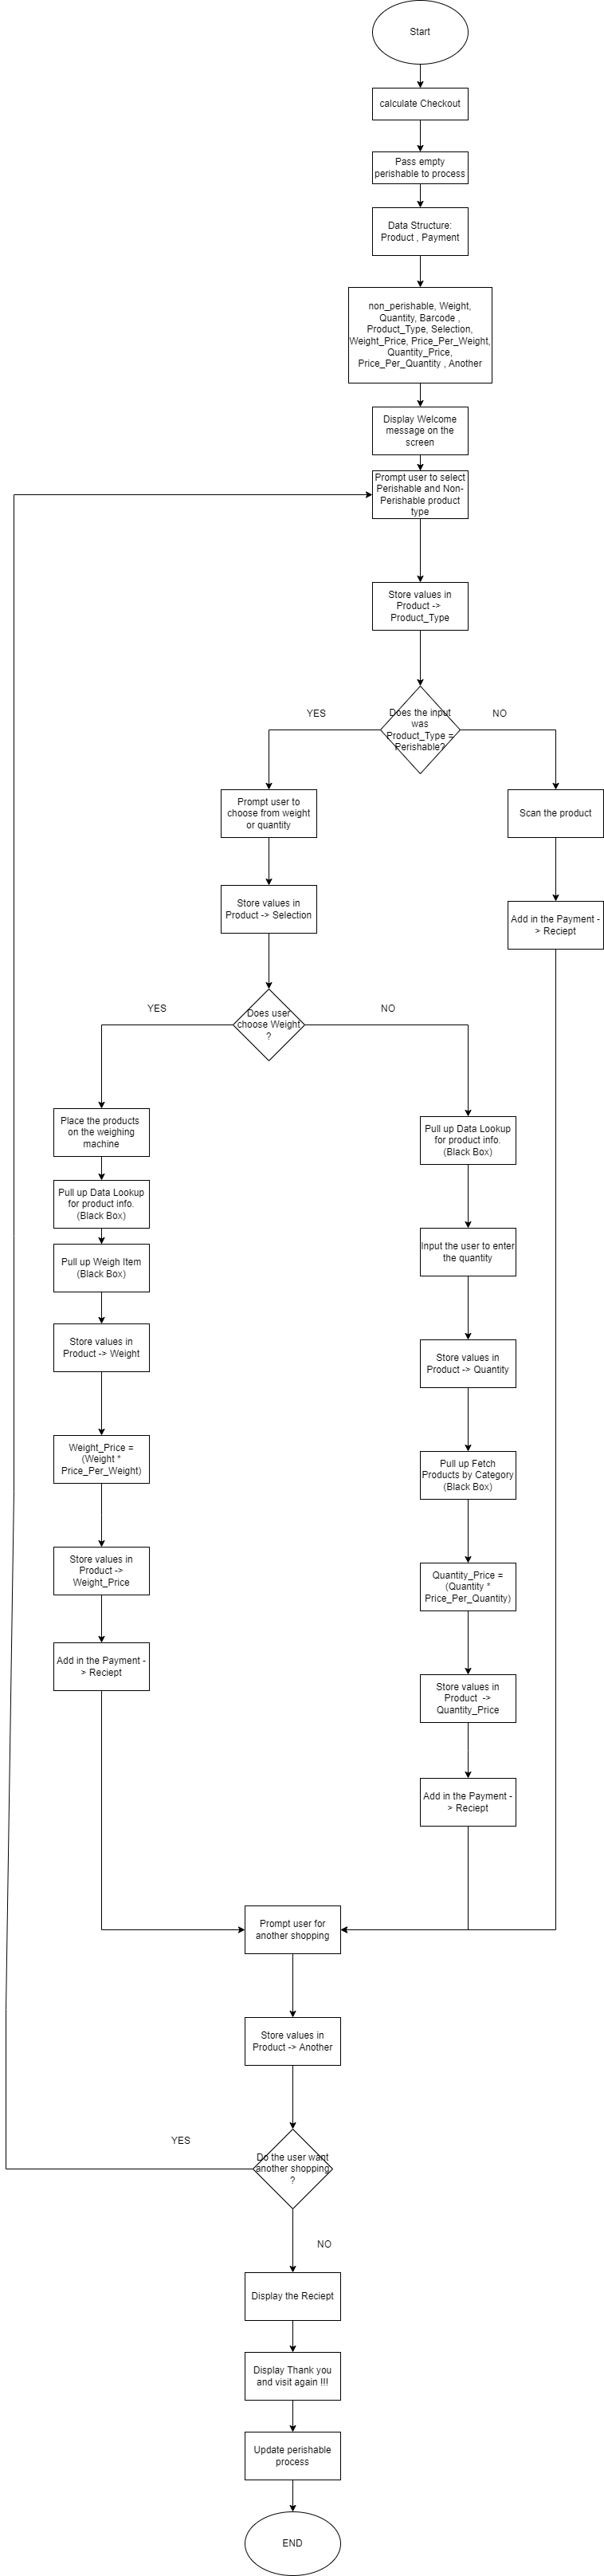 Start
calculate Checkout
Pass empty
perishable to process
Data Structure:
Product , Payment
non_perishable, Weight,
Quantity, Barcode ,
Product_Type, Selection,
Weight_Price, Price_Per_Weight,
Quantity_Price,
Price_Per_Quantity , Another
Display Welcome
message on the
screen
Prompt user to select
Perishable and Non-
Perishable product
type
Store values in
Product ->
Product_Type
Does the input
was
Product_Type =
Perishable?
YES
NO
Prompt user to
choose from weight
or quantity
Scan the product
Store values in
Product -> Selection
Add in the Payment -
> Reciept
Does user
choose Weight
?
YES
NO
Place the products
on the weighing
machine
Pull up Data Lookup
for product info.
(Black Box)
Pull up Weigh Item
(Black Box)
Store values in
Product -> Weight
Weight_Price =
(Weight *
Price_Per_Weight)
Store values in
Product ->
Weight_Price
Add in the Payment -
> Reciept
Pull up Data Lookup
for product info.
(Black Box)
Input the user to enter
the quantity
Store values in
Product -> Quantity
Pull up Fetch
Products by Category
(Black Box)
Quantity_Price =
(Quantity *
Price_Per_Quantity)
Store values in
Product  ->
Quantity_Price
Add in the Payment -
> Reciept
Prompt user for
another shopping
Store values in
Product -> Another
Do the user want
another shopping
?
YES
NO
Display the Reciept
Display Thank you
and visit again !!!
Update perishable
process
END